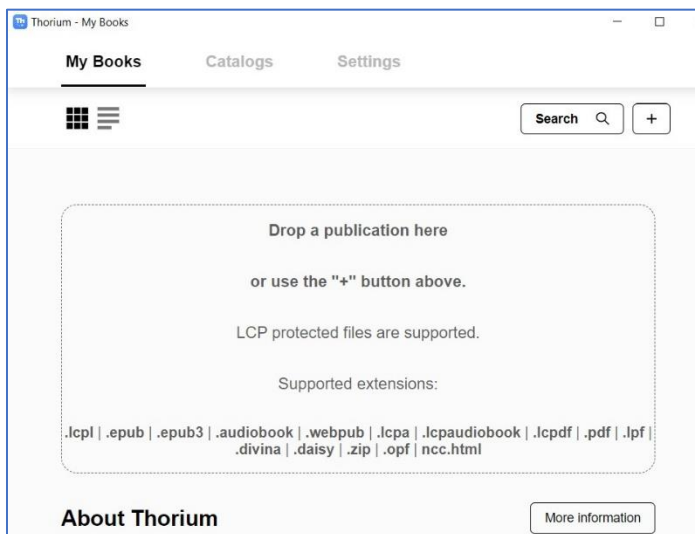 Thorium - My Books
My Books Catalogs Settings
Search +
Drop a publication here
or use the "+" button above.
LCP protected files are supported.
Supported extensions:
.lcpl | .epub | .epub3 | .audiobook | .webpub | .lcpa | .lcpaudiobook | .lcpdf | .pdf | .lpf |
.divina | .daisy | .zip | .opf | ncc.html
About Thorium More information